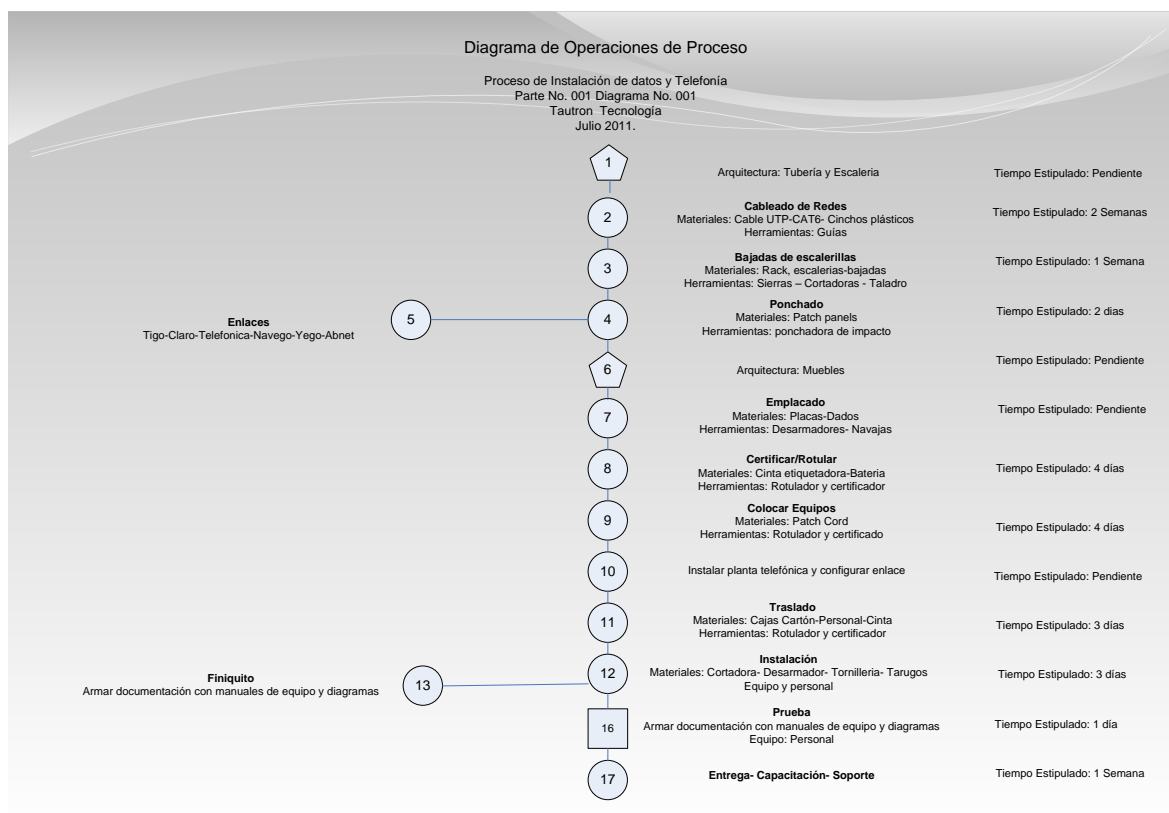 Diagrama de Operaciones de Proceso
Proceso de Instalación de datos y Telefonía
Parte No. 001 Diagrama No. 001
Tautron Tecnología
Julio 2011.
1
Arquitectura: Tubería y Escaleria
Tiempo Estipulado: Pendiente
2
Cableado de Redes
Materiales: Cable UTP-CAT6- Cinchos plásticos
Herramientas: Guías
Tiempo Estipulado: 2 Semanas
3
Bajadas de escalerillas
Materiales: Rack, escalerias-bajadas
Herramientas: Sierras – Cortadoras - Taladro
Tiempo Estipulado: 1 Semana
Enlaces
Tigo-Claro-Telefonica-Navego-Yego-Abnet
5
4
Ponchado
Materiales: Patch panels
Herramientas: ponchadora de impacto
Tiempo Estipulado: 2 dias
6
Arquitectura: Muebles
Tiempo Estipulado: Pendiente
7
Emplacado
Materiales: Placas-Dados
Herramientas: Desarmadores- Navajas
Tiempo Estipulado: Pendiente
8
Certificar/Rotular
Materiales: Cinta etiquetadora-Bateria
Herramientas: Rotulador y certificador
Tiempo Estipulado: 4 días
9
Colocar Equipos
Materiales: Patch Cord
Herramientas: Rotulador y certificado
Tiempo Estipulado: 4 días
10
Instalar planta telefónica y configurar enlace
Tiempo Estipulado: Pendiente
11
Traslado
Materiales: Cajas Cartón-Personal-Cinta
Herramientas: Rotulador y certificador
Tiempo Estipulado: 3 días
Finiquito
Armar documentación con manuales de equipo y diagramas
13
12
Instalación
Materiales: Cortadora- Desarmador- Tornilleria- Tarugos
Equipo y personal
Tiempo Estipulado: 3 días
16
Prueba
Armar documentación con manuales de equipo y diagramas
Equipo: Personal
Tiempo Estipulado: 1 día
17
Entrega- Capacitación- Soporte
Tiempo Estipulado: 1 Semana